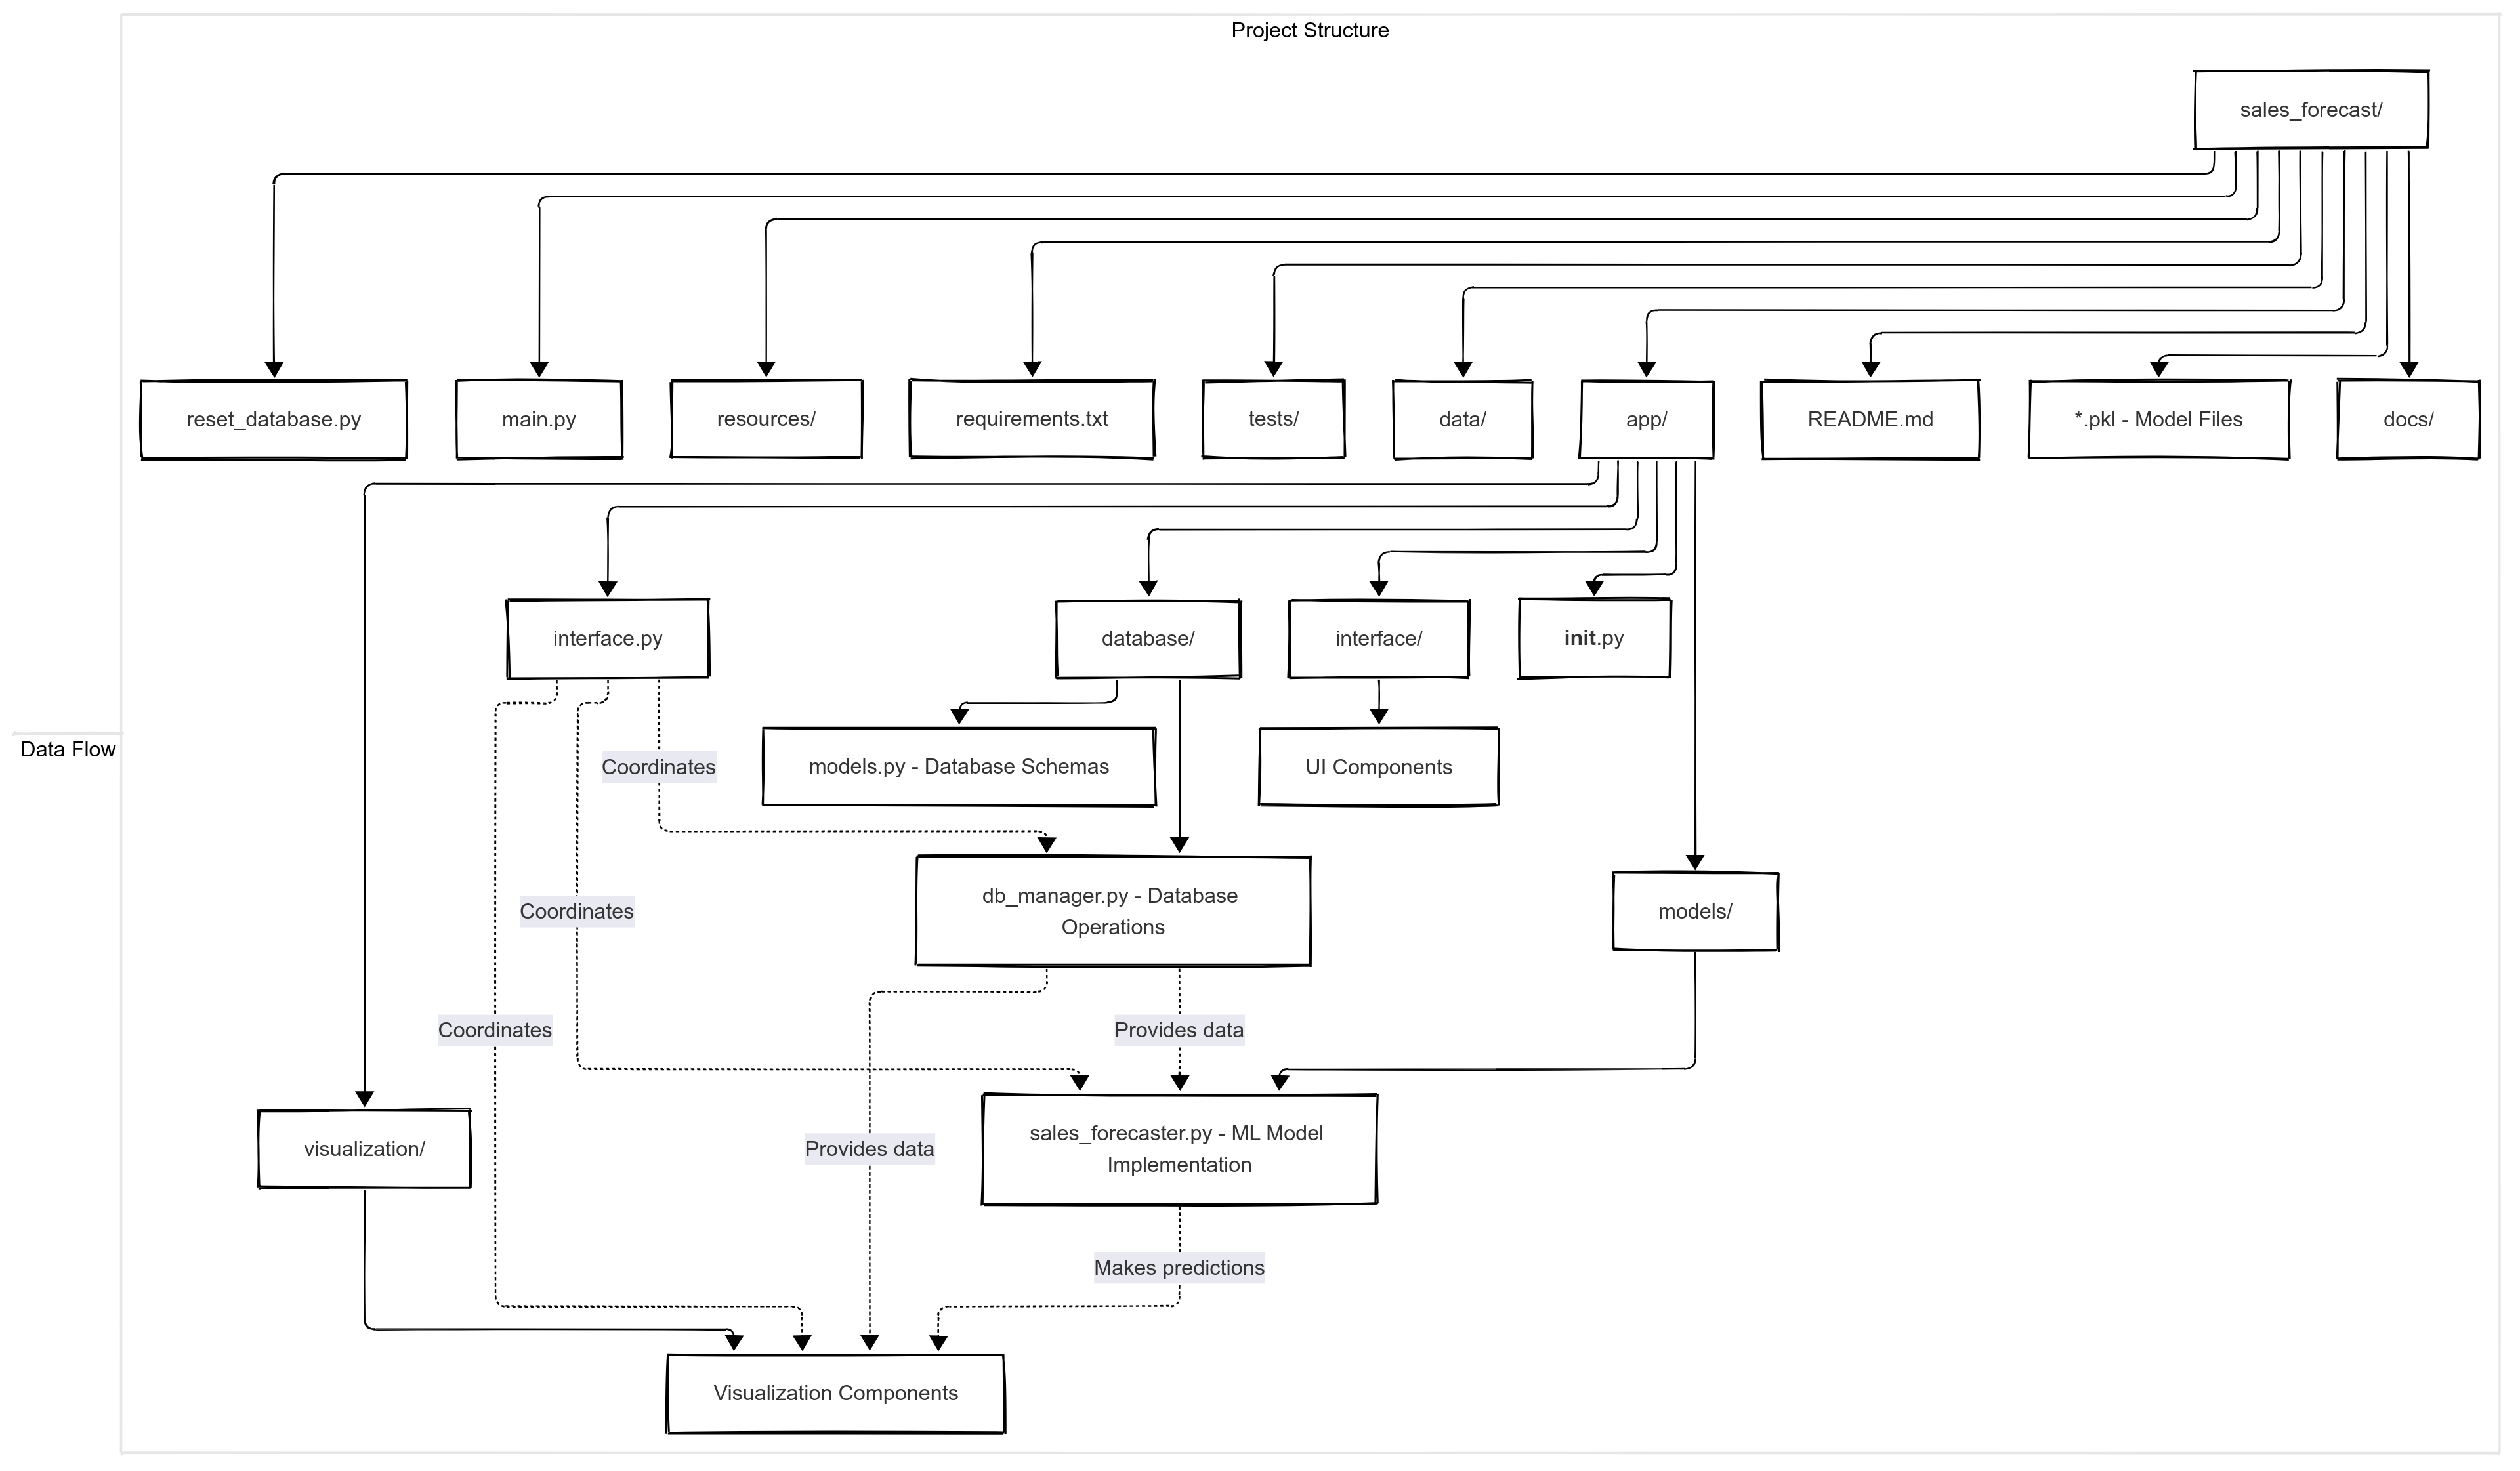 Project Structure
sales_forecast/
reset_database.py
main.py
resources/
requirements.txt
tests/
data/
app/
README.md
*.pkl - Model Files
docs/
interface.py
database/
interface/
init.py
Data Flow
Coordinates
models.py - Database Schemas
UI Components
Coordinates
db_manager.py - Database
Operations
models/
Coordinates
Provides data
visualization/
Provides data
sales_forecaster.py - ML Model
Implementation
Makes predictions
Visualization Components